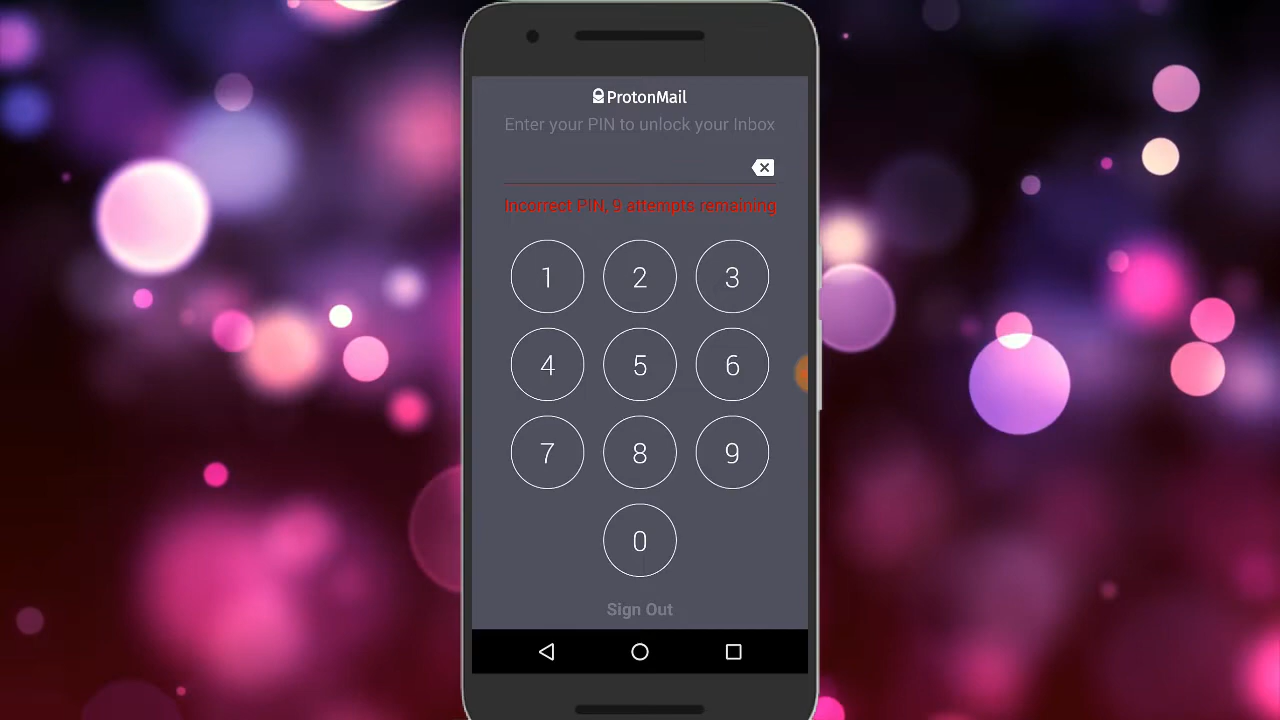 ProtonMail
Enter your PIN to unlock your Inbox
Incorrect PIN, 9 attempts remaining
1 2 3
4 5 6
7 8 9
0
Sign Out